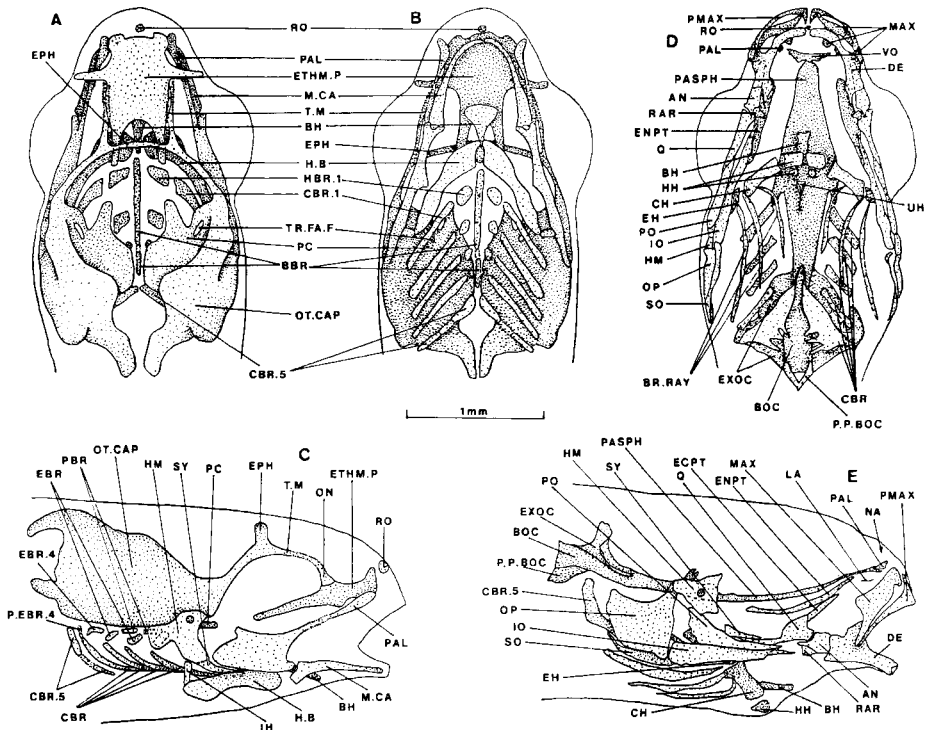 A
B
RO
EPH
PAL
ETHM.P
M.CA
T.M
BH
EPH
H.B
HBR.1
CBR.1
TR.FA.F
PC
BBR
OT.CAP
CBR.5
1mm
D
PMAX
RO
PAL
PASPH
AN
RAR
ENPT
Q
BH
HH
CH
EH
PO
IO
HM
OP
SO
BR.RAY
EXOC
BOC
MAX
VO
DE
UH
CBR
P.P.BOC
C
EBR
PBR
OT.CAP
HM
SY
PC
EPH
T.M
ON
ETHM.P
RO
EBR.4
P.EBR.4
CBR.5
CBR
IH
H.B
BH
M.CA
PAL
E
PO
HM
SY
PASPH
Q
ECPT
ENPT
MAX
LA
PAL
NA
PMAX
EXOC
BOC
P.P.BOC
CBR.5
OP
IO
SO
EH
CH
HH
BH
RAR
AN
DE